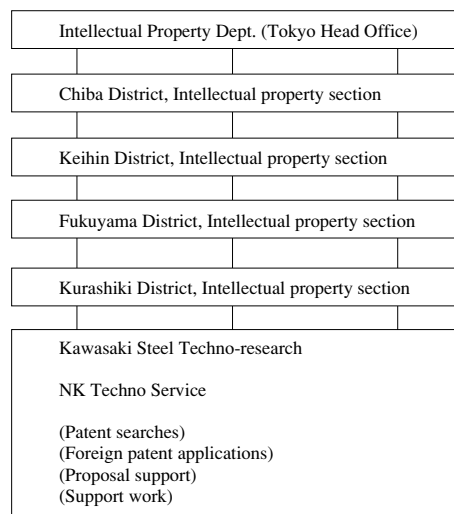 Intellectual Property Dept. (Tokyo Head Office)
Chiba District, Intellectual property section
Keihin District, Intellectual property section
Fukuyama District, Intellectual property section
Kurashiki District, Intellectual property section
Kawasaki Steel Techno-research
NK Techno Service
(Patent searches)
(Foreign patent applications)
(Proposal support)
(Support work)